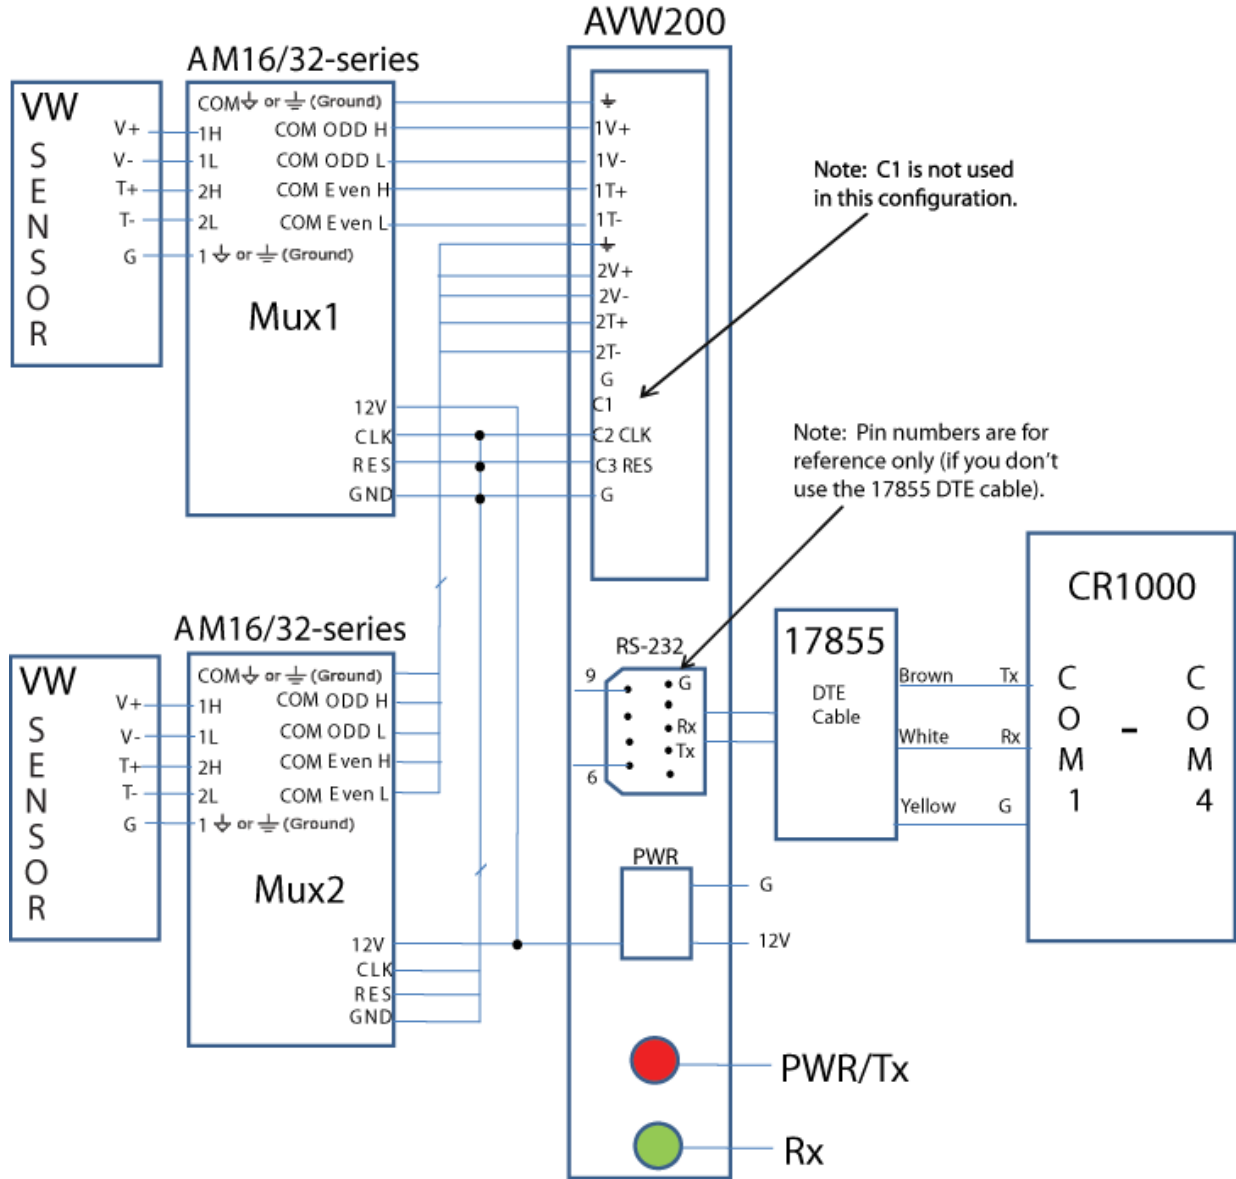 AVW200
AM16/32-series
VW
SENSOR
V+
V-
T+
T-
G
COM ⏚ or ⏚ (Ground)
1H COM ODD H
1L COM ODD L
2H COM Even H
2L COM Even L
1 ⏚ or ⏚ (Ground)
Mux1
12V
CLK
RES
GND
⏚
1V+
1V-
1T+
1T-
⏚
2V+
2V-
2T+
2T-
G
C1
C2 CLK
C3 RES
G
Note: C1 is not used
in this configuration.
Note: Pin numbers are for
reference only (if you don't
use the 17855 DTE cable).
AM16/32-series
VW
SENSOR
V+
V-
T+
T-
G
COM ⏚ or ⏚ (Ground)
1H COM ODD H
1L COM ODD L
2H COM Even H
2L COM Even L
1 ⏚ or ⏚ (Ground)
Mux2
12V
CLK
RES
GND
RS-232
9
6
G
Rx
Tx
17855
DTE
Cable
Brown Tx
White Rx
Yellow G
CR1000
COM1 - COM4
PWR
G
12V
PWR/Tx
Rx